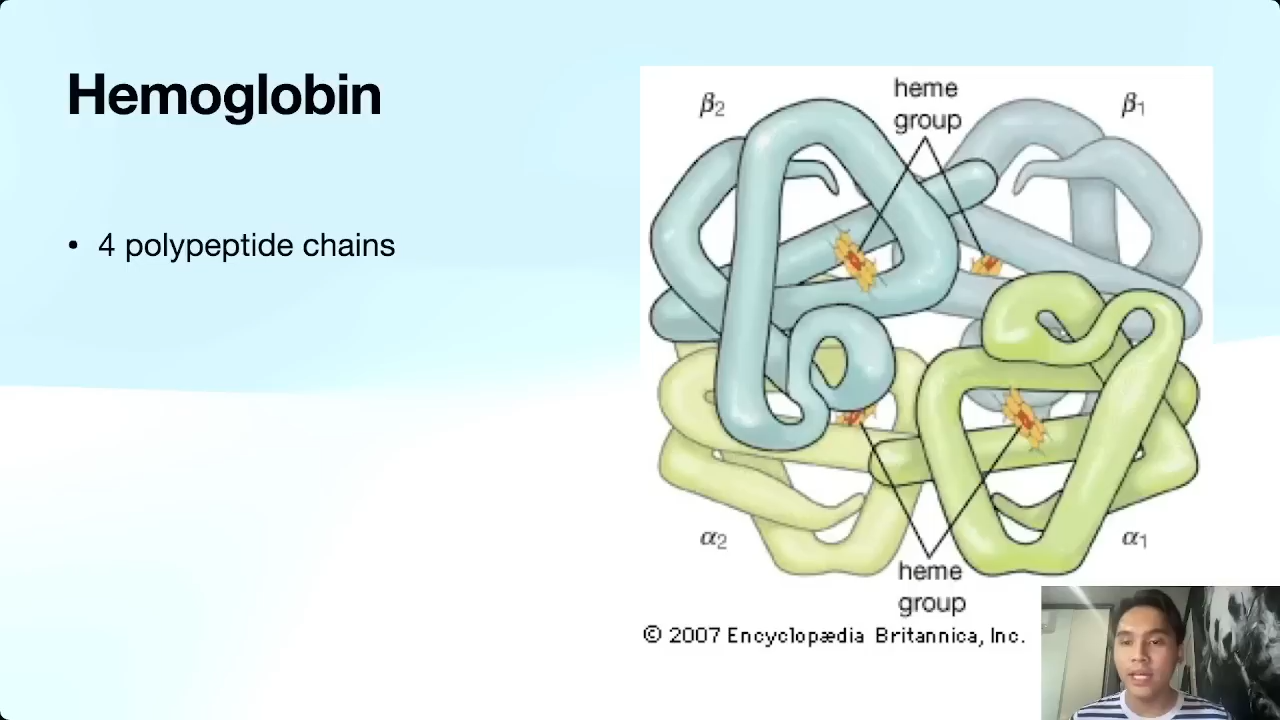 Hemoglobin
• 4 polypeptide chains
β₂
heme
group
β₁
α₂
α₁
heme
group
© 2007 Encyclopædia Britannica, Inc.